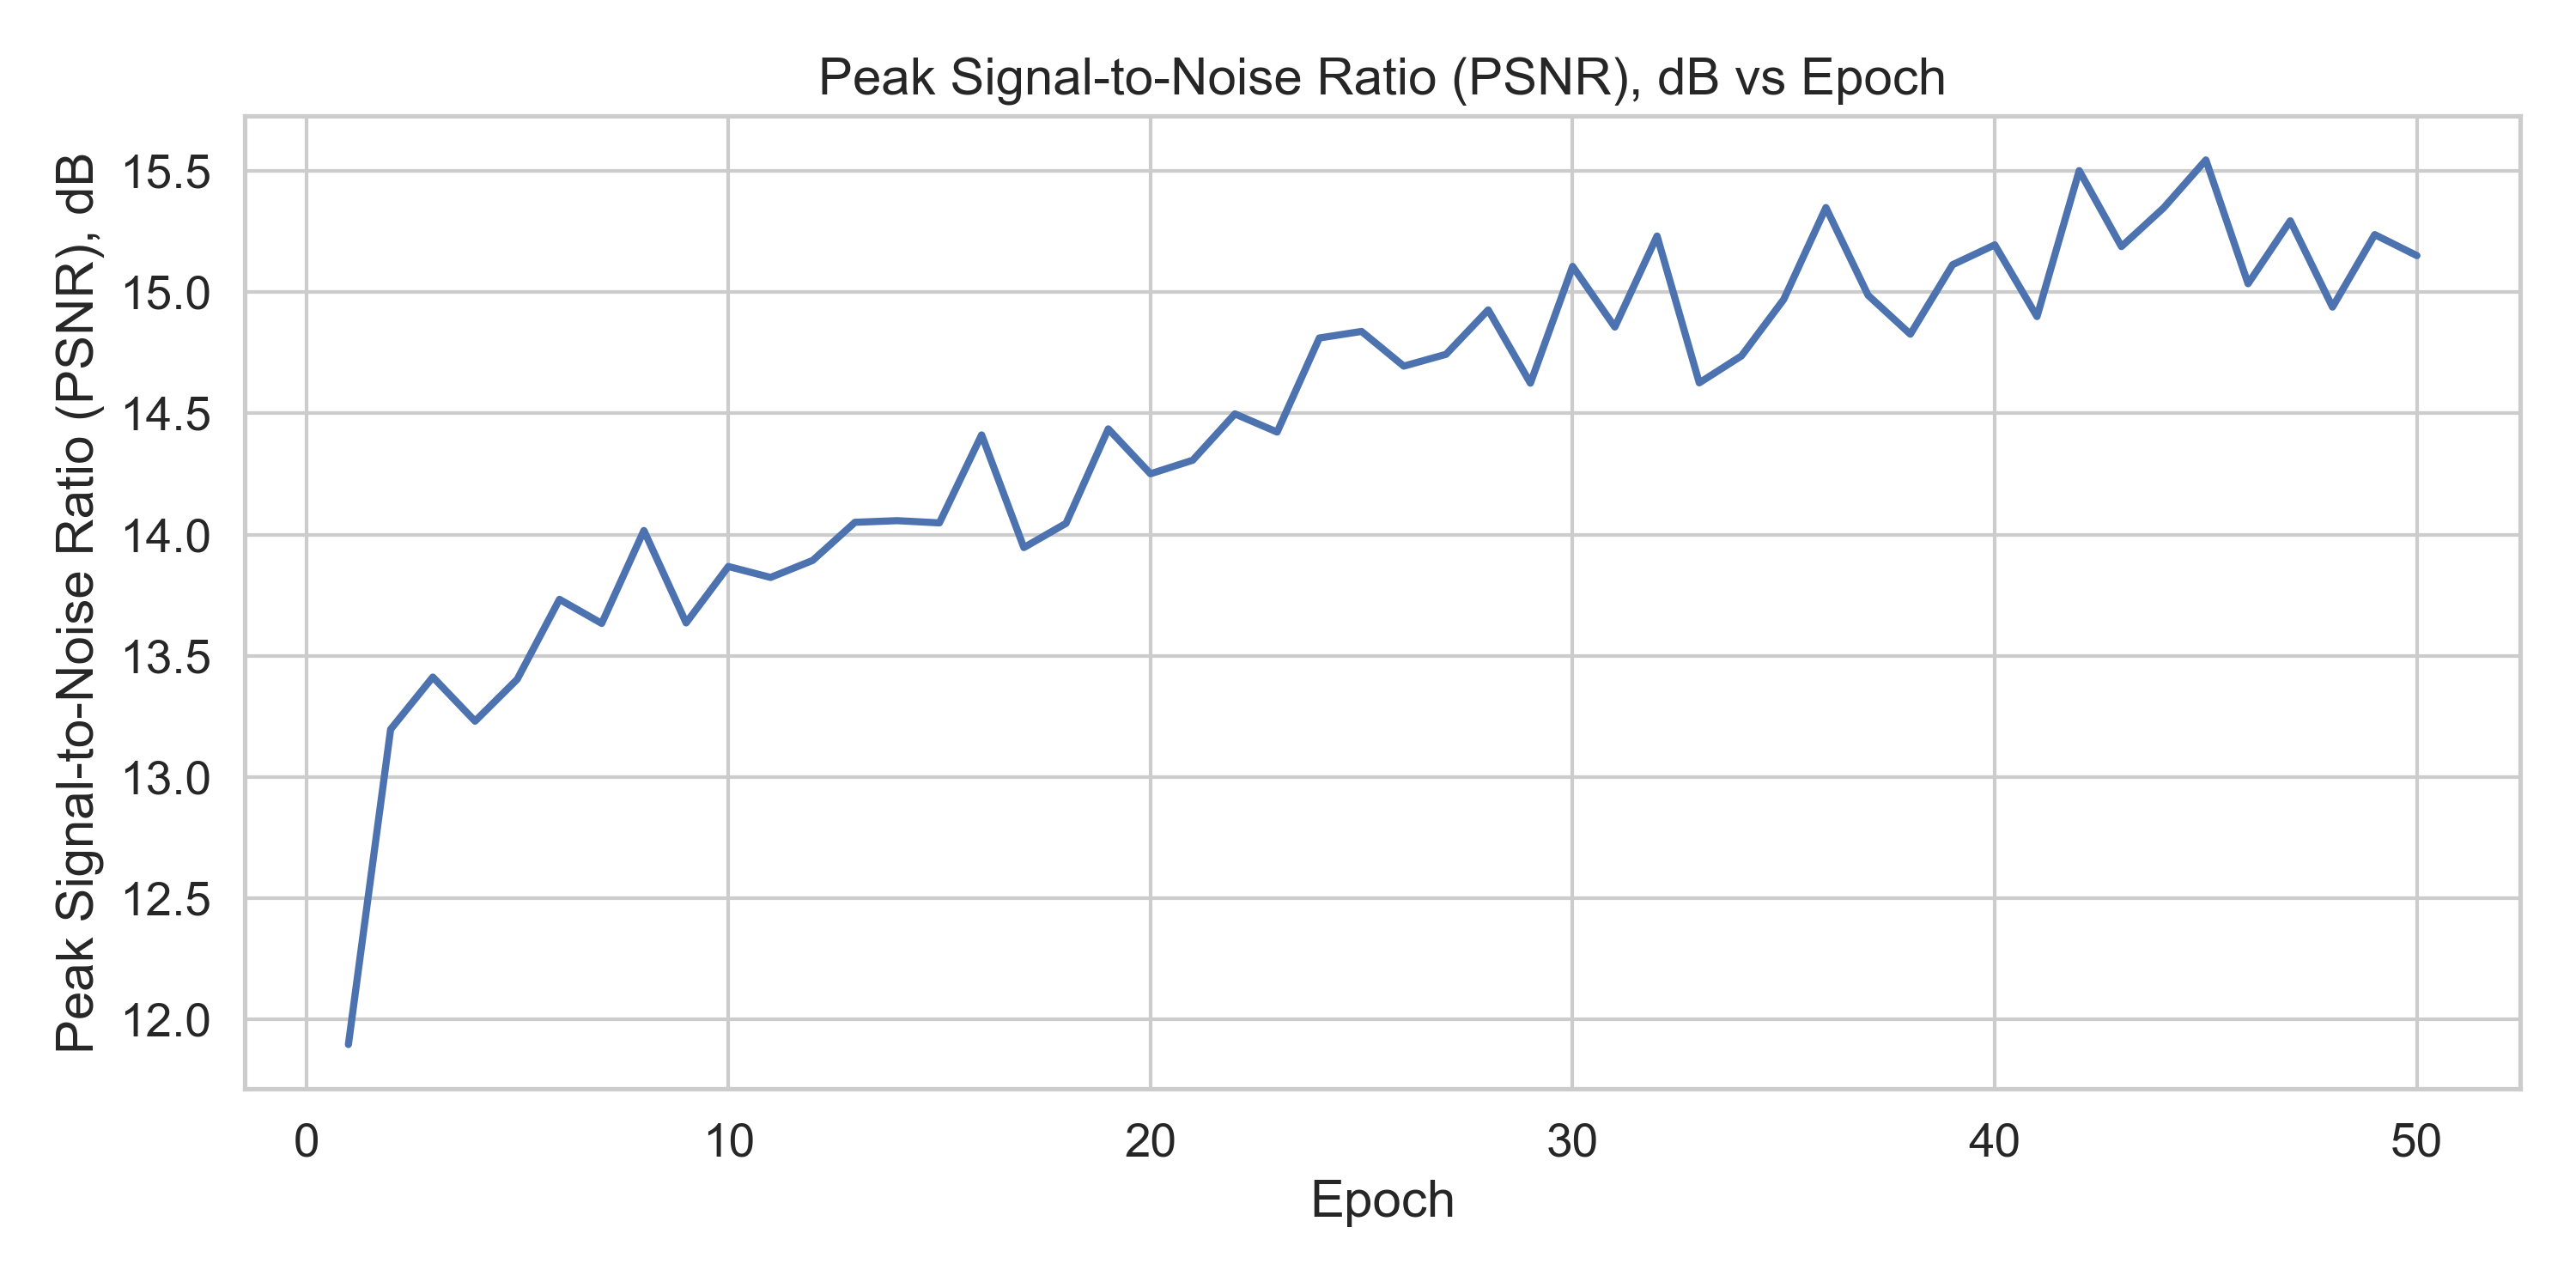 Peak Signal-to-Noise Ratio (PSNR), dB vs Epoch
Peak Signal-to-Noise Ratio (PSNR), dB
15.5
15.0
14.5
14.0
13.5
13.0
12.5
12.0
0 10 20 30 40 50
Epoch